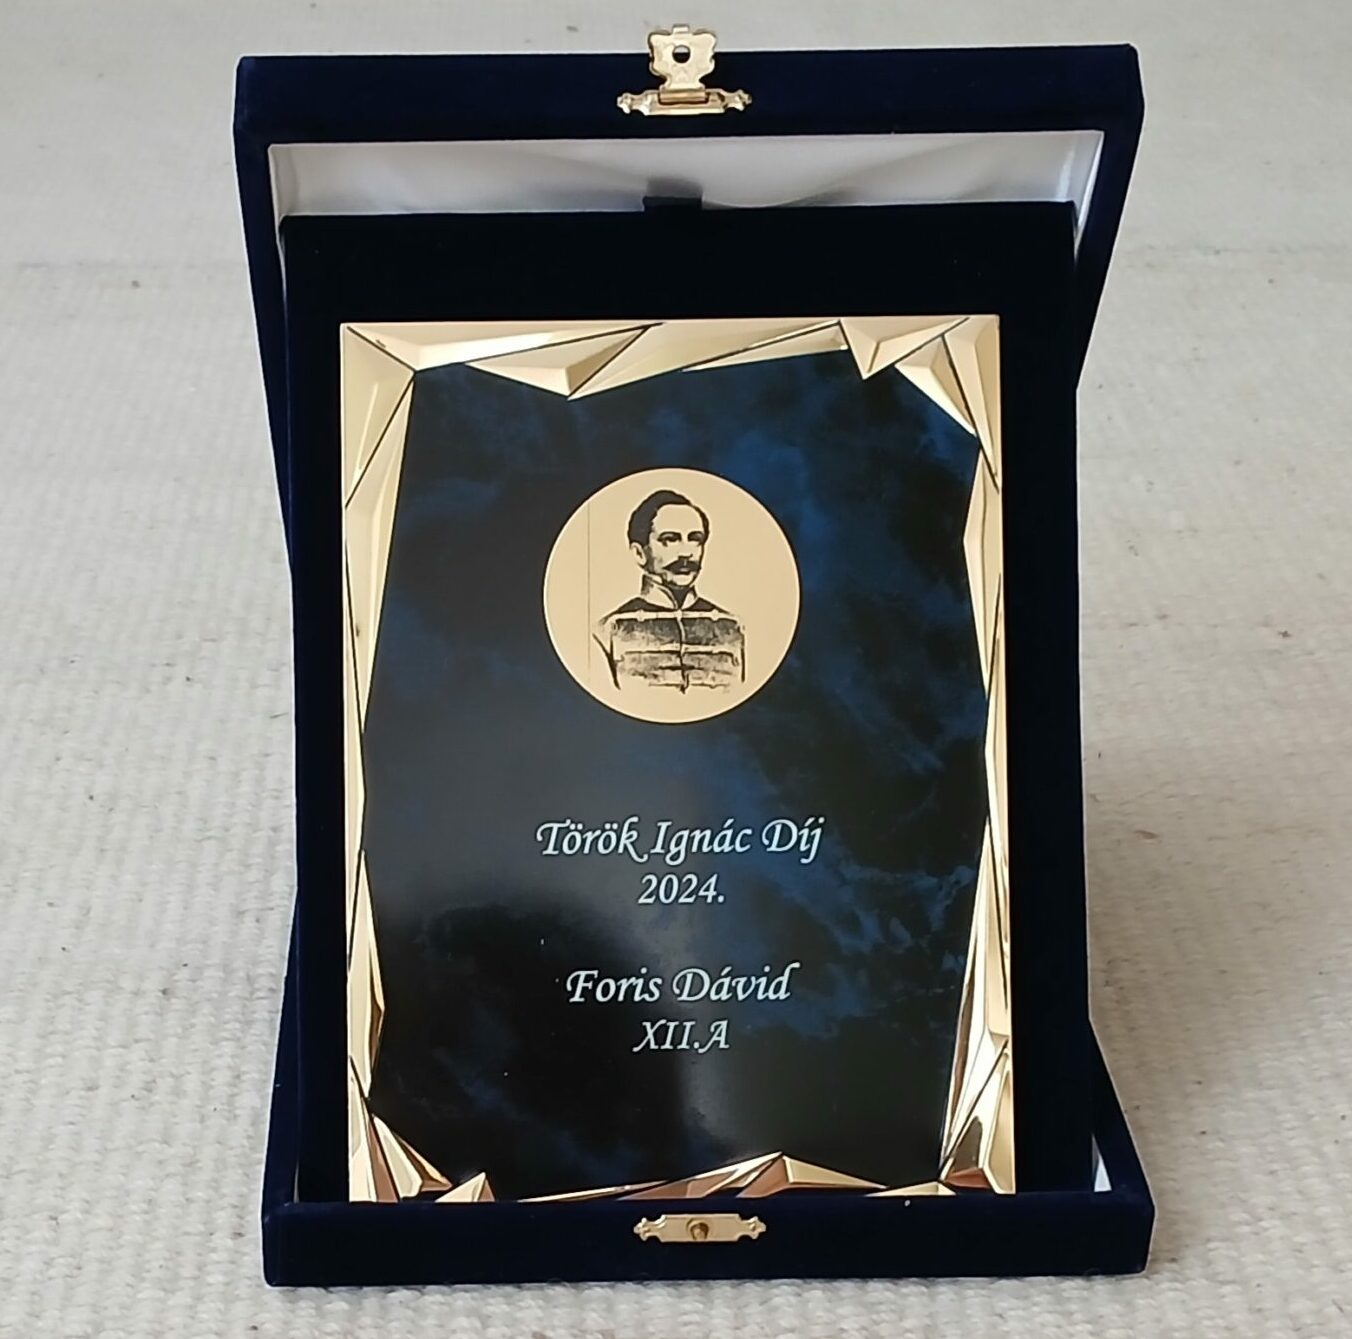 Török Ignác Díj
2024.
Foris Dávid
XII.A